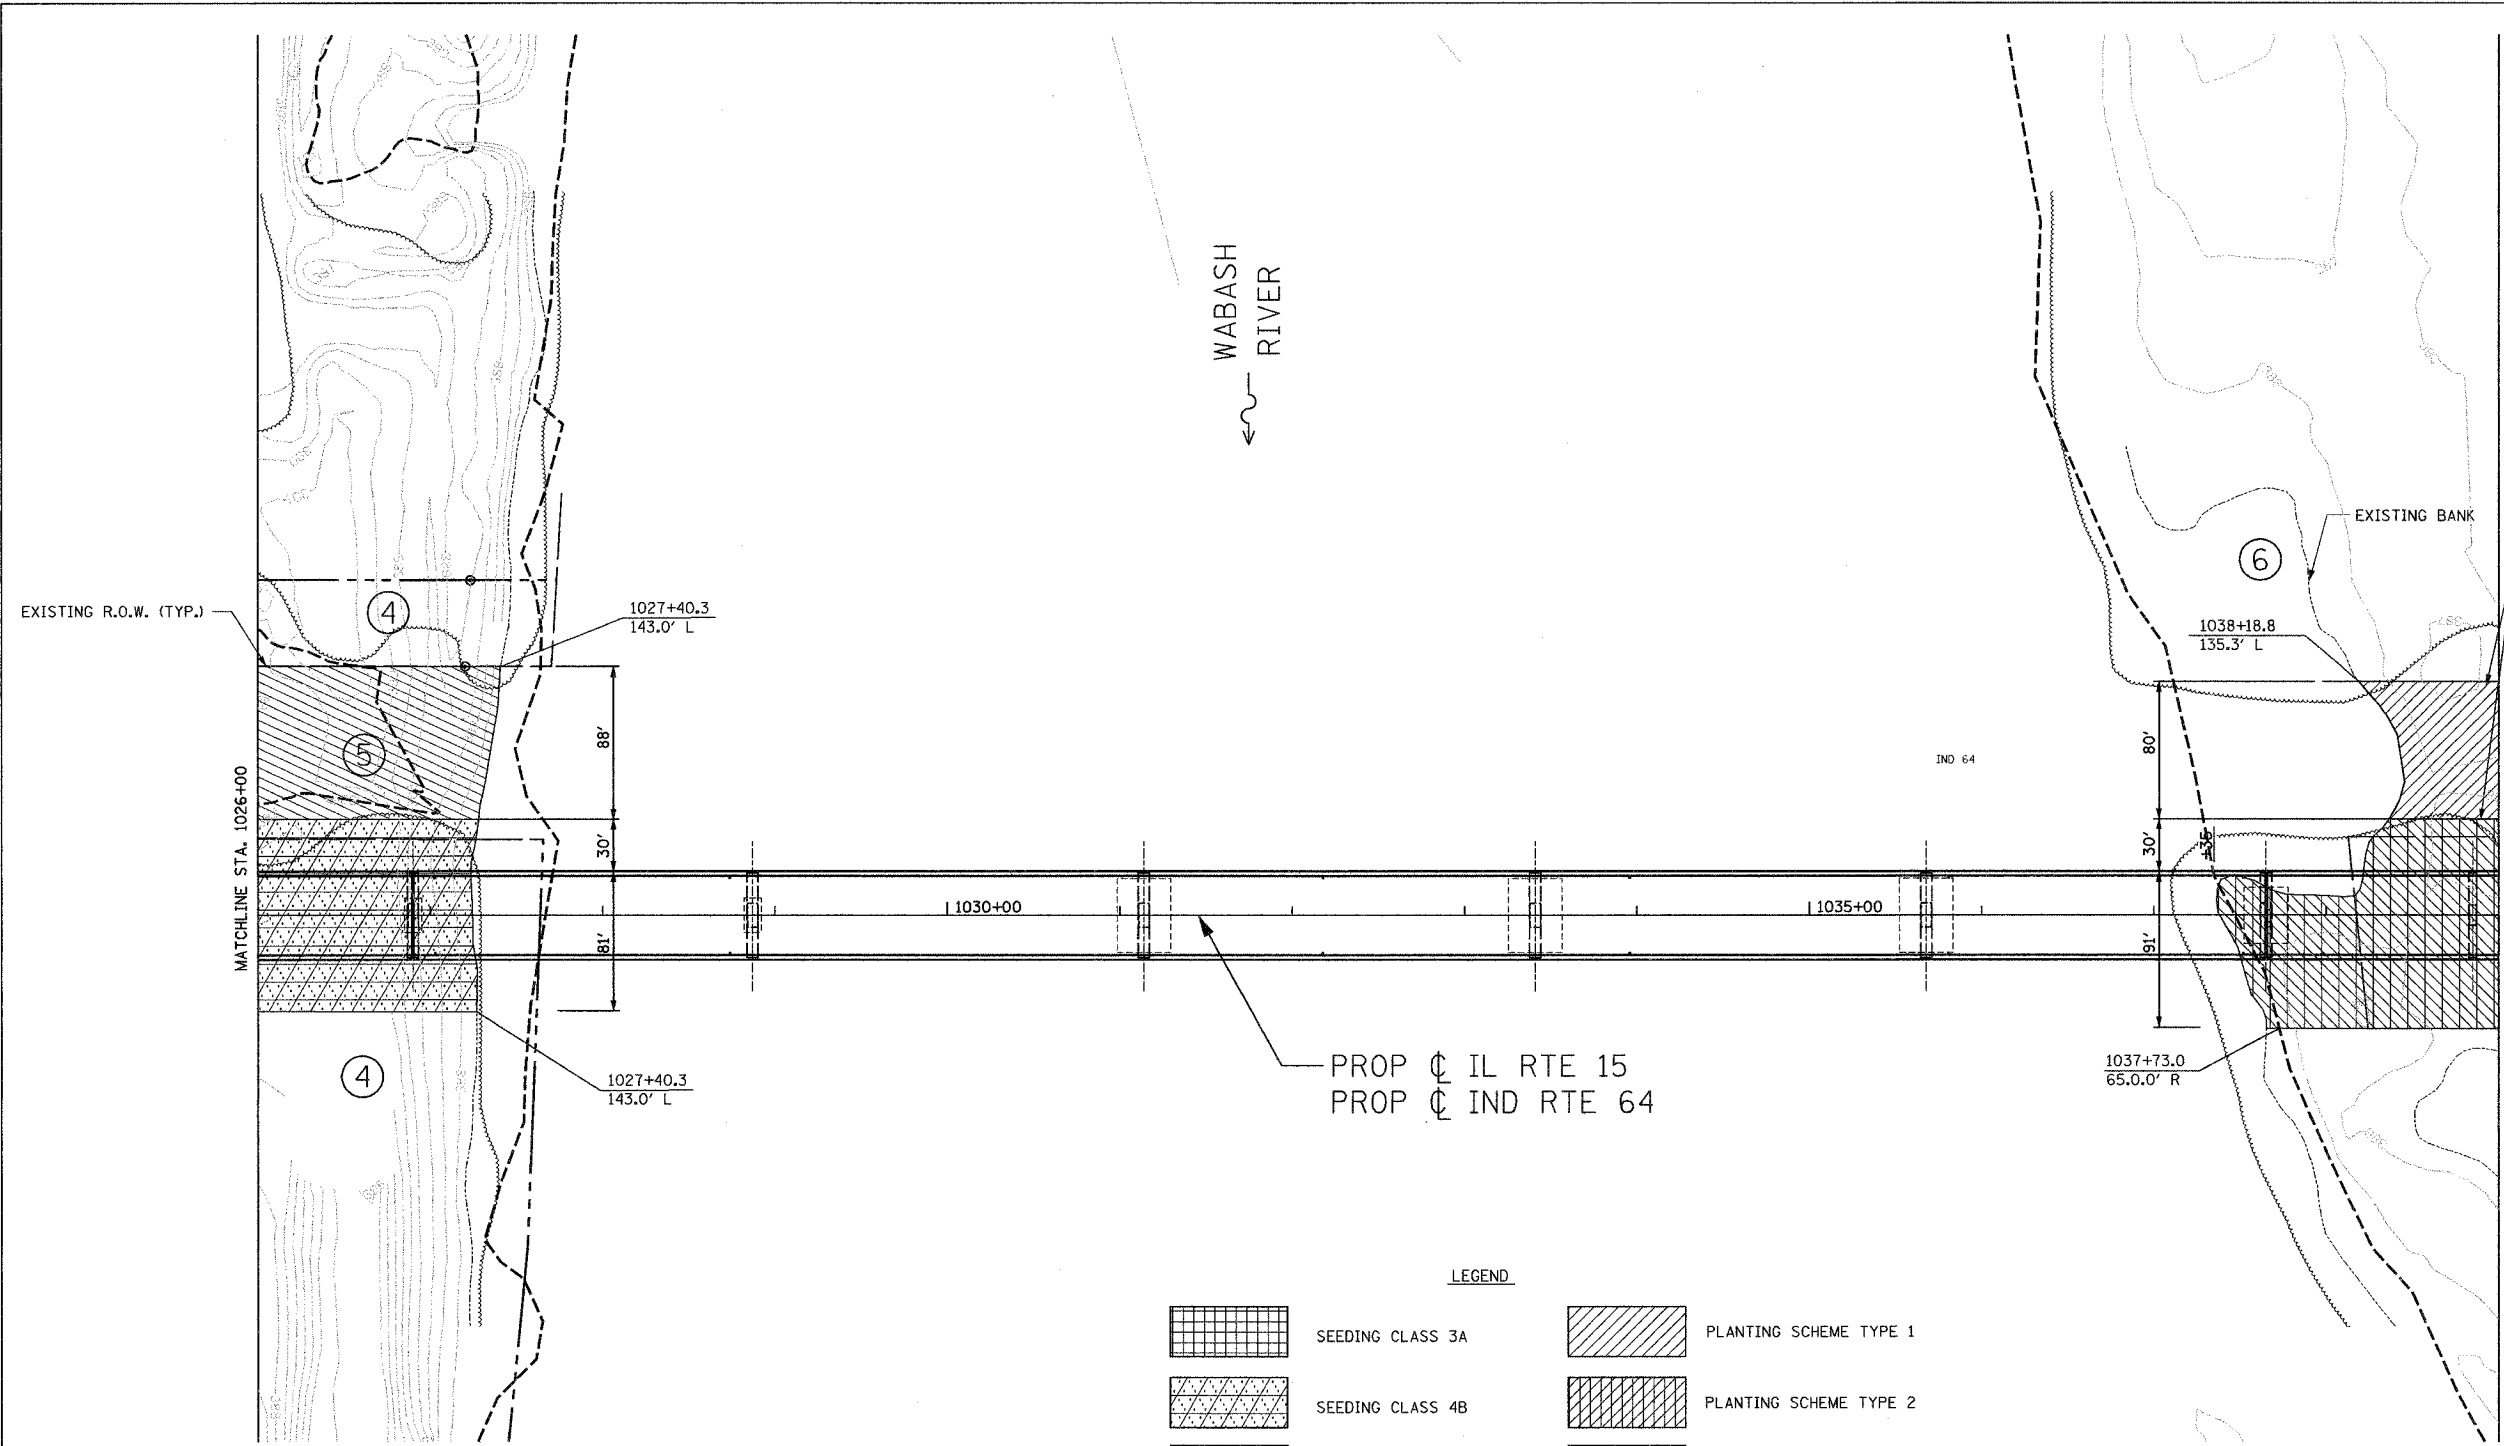 WABASH
RIVER
EXISTING BANK
6
EXISTING R.O.W. (TYP.)
4
1027+40.3
143.0' L
1038+18.8
135.3' L
5
88'
80'
IND 64
MATCHLINE STA. 1026+00
30'
30'
+35
1030+00
1035+00
81'
91'
4
1027+40.3
143.0' L
PROP ℄ IL RTE 15
PROP ℄ IND RTE 64
1037+73.0
65.0.0' R
LEGEND
SEEDING CLASS 3A
PLANTING SCHEME TYPE 1
SEEDING CLASS 4B
PLANTING SCHEME TYPE 2